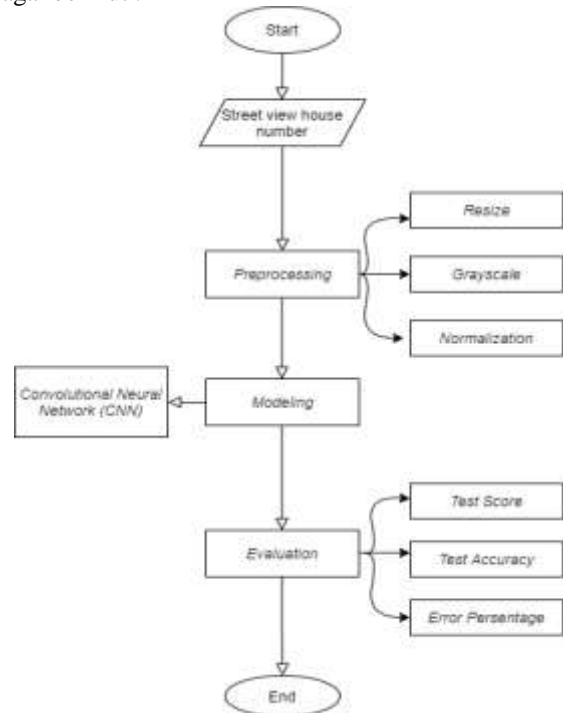 Start
Street view house
number
Resize
Preprocessing
Grayscale
Normalization
Convolutional Neural
Network (CNN)
Modeling
Test Score
Evaluation
Test Accuracy
Error Persentage
End